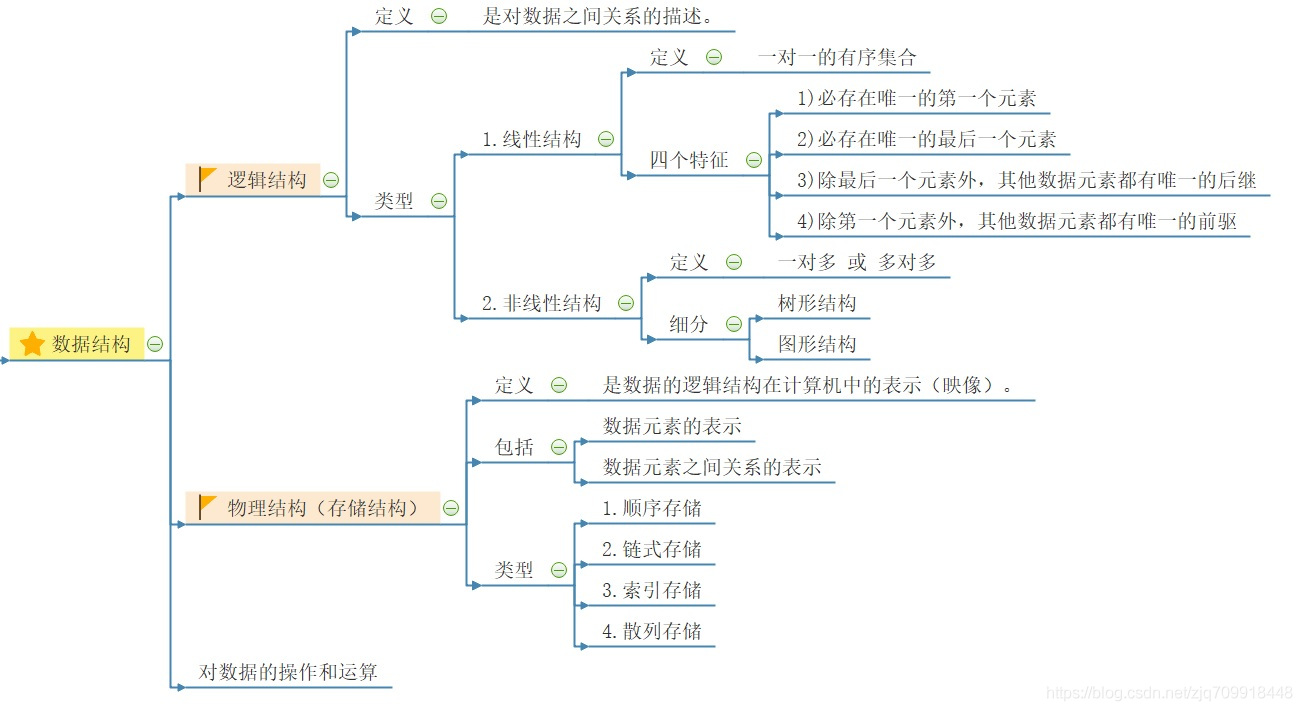 定义 是对数据之间关系的描述。
定义 一对一的有序集合
1)必存在唯一的第一个元素
1.线性结构
2)必存在唯一的最后一个元素
四个特征
逻辑结构
3)除最后一个元素外，其他数据元素都有唯一的后继
类型
4)除第一个元素外，其他数据元素都有唯一的前驱
定义 一对多 或 多对多
2.非线性结构
树形结构
细分
数据结构
图形结构
定义 是数据的逻辑结构在计算机中的表示（映像）。
数据元素的表示
包括
数据元素之间关系的表示
物理结构（存储结构）
1.顺序存储
2.链式存储
类型
3.索引存储
4.散列存储
对数据的操作和运算
https://blog.csdn.net/zjq709918448